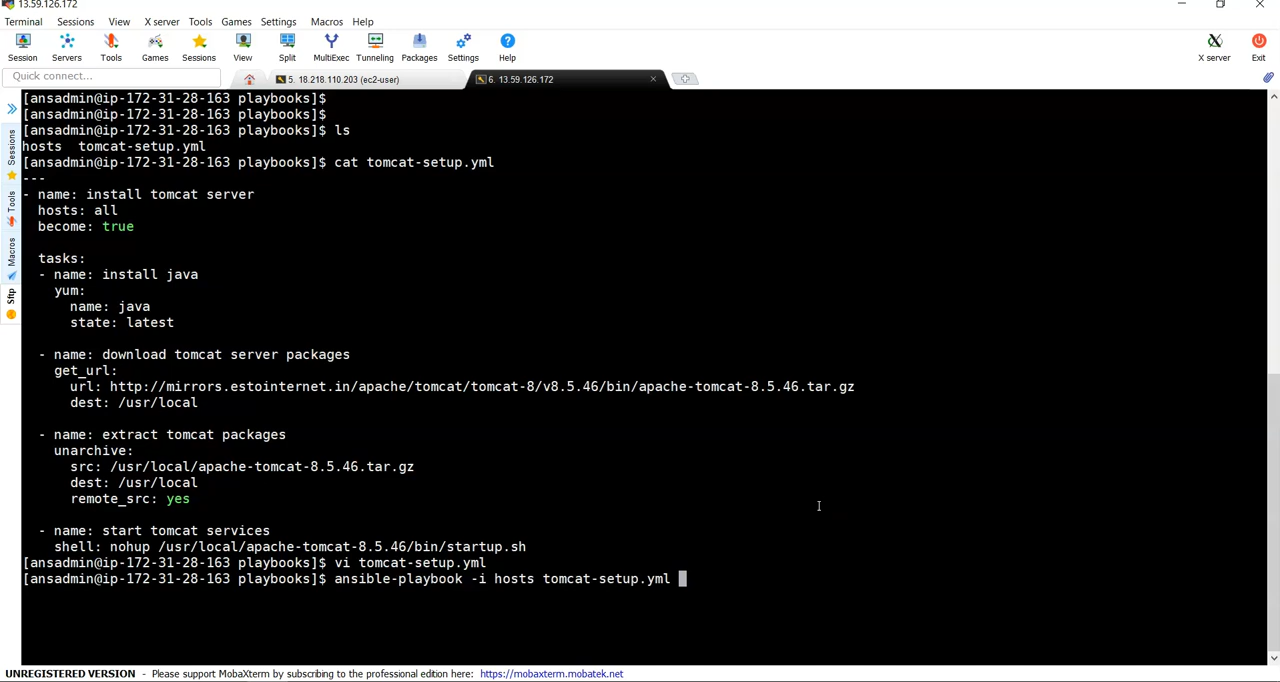 13.59.126.172
Terminal Sessions View X server Tools Games Settings Macros Help
Session Servers Tools Games Sessions View Split MultiExec Tunneling Packages Settings Help X server Exit
Quick connect... 5. 18.218.110.203 (ec2-user) 6. 13.59.126.172
Sessions
Tools
Macros
Sftp
[ansadmin@ip-172-31-28-163 playbooks]$
[ansadmin@ip-172-31-28-163 playbooks]$
[ansadmin@ip-172-31-28-163 playbooks]$ ls
hosts  tomcat-setup.yml
[ansadmin@ip-172-31-28-163 playbooks]$ cat tomcat-setup.yml
---
- name: install tomcat server
  hosts: all
  become: true
  tasks:
  - name: install java
    yum:
      name: java
      state: latest
  - name: download tomcat server packages
    get_url:
      url: http://mirrors.estointernet.in/apache/tomcat/tomcat-8/v8.5.46/bin/apache-tomcat-8.5.46.tar.gz
      dest: /usr/local
  - name: extract tomcat packages
    unarchive:
      src: /usr/local/apache-tomcat-8.5.46.tar.gz
      dest: /usr/local
      remote_src: yes
  - name: start tomcat services
    shell: nohup /usr/local/apache-tomcat-8.5.46/bin/startup.sh
[ansadmin@ip-172-31-28-163 playbooks]$ vi tomcat-setup.yml
[ansadmin@ip-172-31-28-163 playbooks]$ ansible-playbook -i hosts tomcat-setup.yml
UNREGISTERED VERSION - Please support MobaXterm by subscribing to the professional edition here: https://mobaxterm.mobatek.net